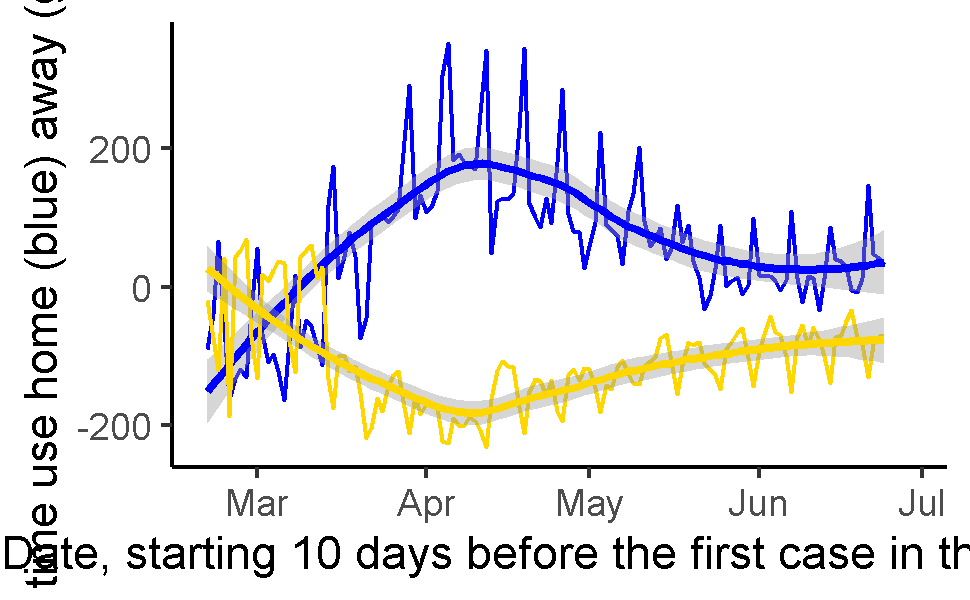 time use home (blue) away (
200
0
-200
Mar Apr May Jun Jul
Date, starting 10 days before the first case in th